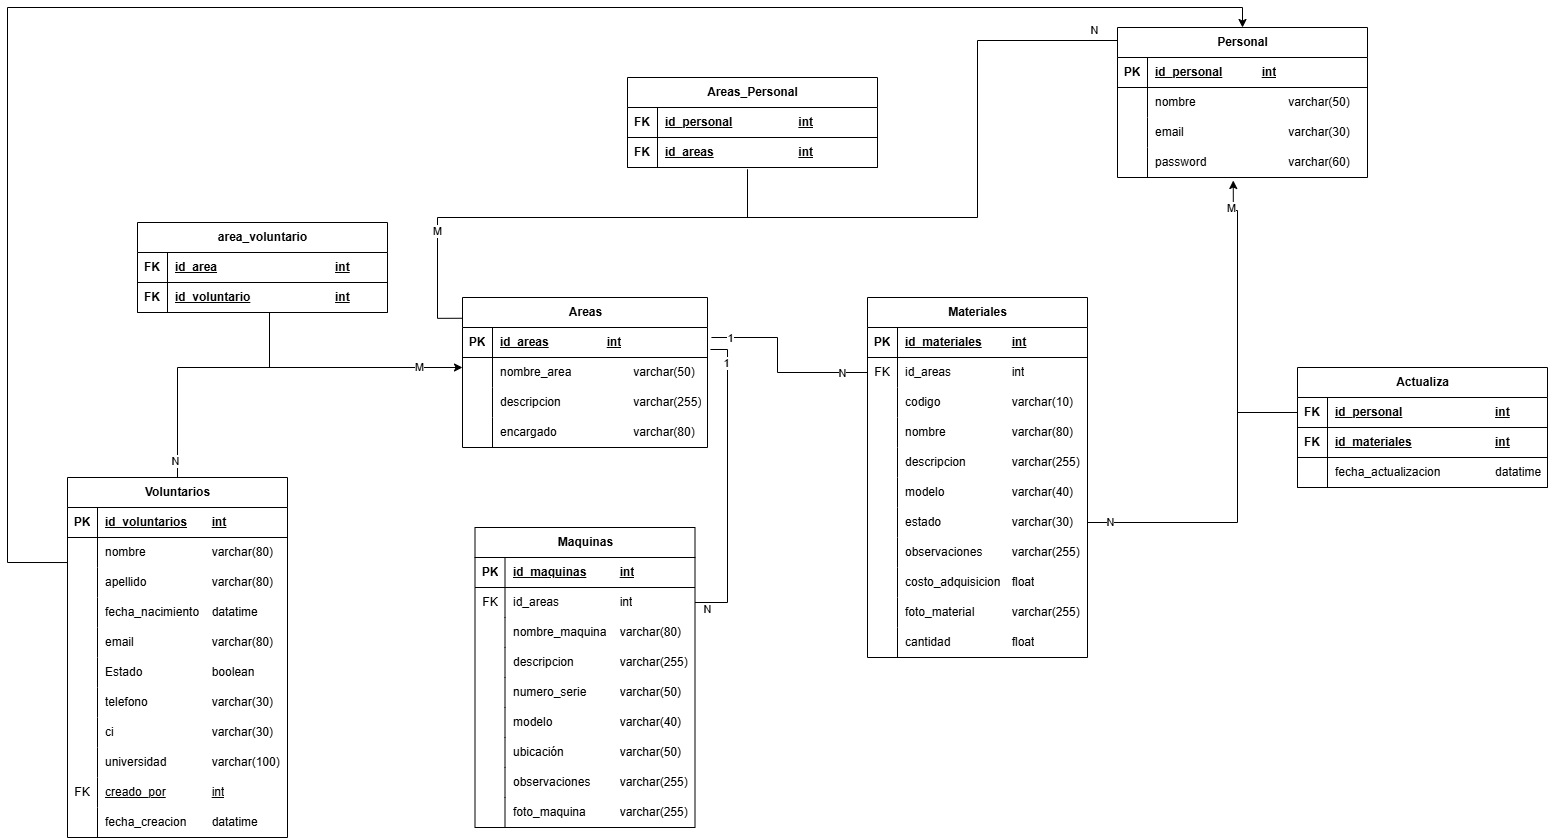 N
Personal
PK id_personal int
nombre varchar(50)
email varchar(30)
password varchar(60)
M
Areas_Personal
FK id_personal int
FK id_areas int
M
area_voluntario
FK id_area int
FK id_voluntario int
M
N
Areas
PK id_areas int
nombre_area varchar(50)
descripcion varchar(255)
encargado varchar(80)
1
1
N
N
Materiales
PK id_materiales int
FK id_areas int
codigo varchar(10)
nombre varchar(80)
descripcion varchar(255)
modelo varchar(40)
estado varchar(30)
observaciones varchar(255)
costo_adquisicion float
foto_material varchar(255)
cantidad float
N
Actualiza
FK id_personal int
FK id_materiales int
fecha_actualizacion datatime
Voluntarios
PK id_voluntarios int
nombre varchar(80)
apellido varchar(80)
fecha_nacimiento datatime
email varchar(80)
Estado boolean
telefono varchar(30)
ci varchar(30)
universidad varchar(100)
FK creado_por int
fecha_creacion datatime
Maquinas
PK id_maquinas int
FK id_areas int
nombre_maquina varchar(80)
descripcion varchar(255)
numero_serie varchar(50)
modelo varchar(40)
ubicación varchar(50)
observaciones varchar(255)
foto_maquina varchar(255)